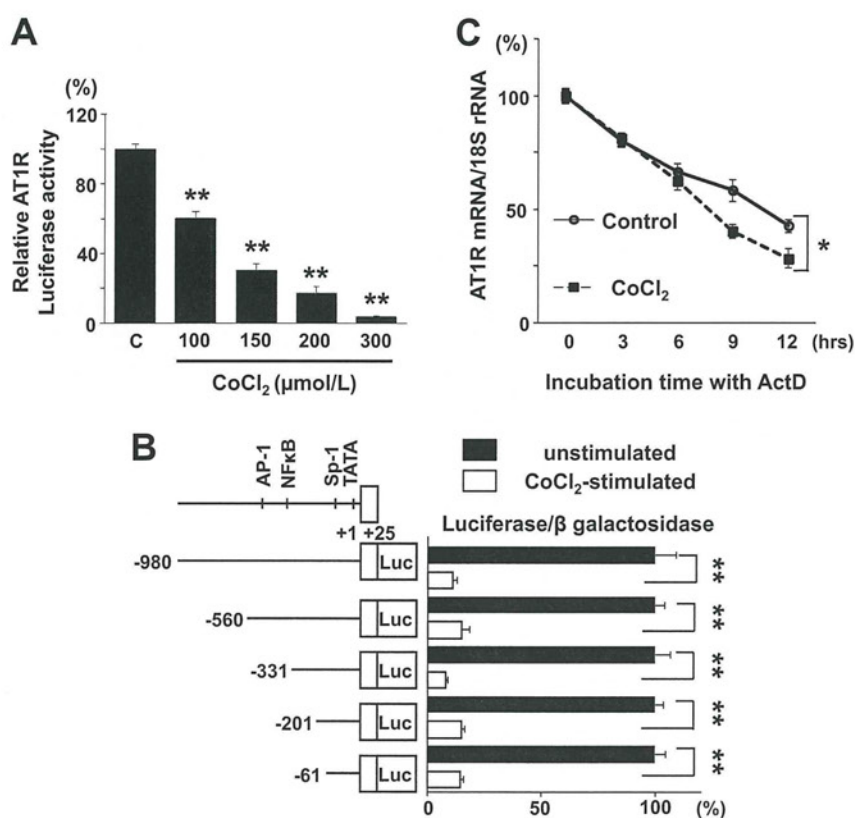 A
(%)
Relative AT1R
Luciferase activity
120
80
40
0
**
**
**
**
C
100
150
200
300
CoCl₂ (μmol/L)
C
(%)
AT1R mRNA/18S rRNA
100
50
0
Control
CoCl₂
*
0
3
6
9
12
(hrs)
Incubation time with ActD
B
AP-1
NFκB
Sp-1
TATA
+1 +25
unstimulated
CoCl₂-stimulated
Luciferase/β galactosidase
-980
Luc
**
-560
Luc
**
-331
Luc
**
-201
Luc
**
-61
Luc
**
0
50
100
(%)